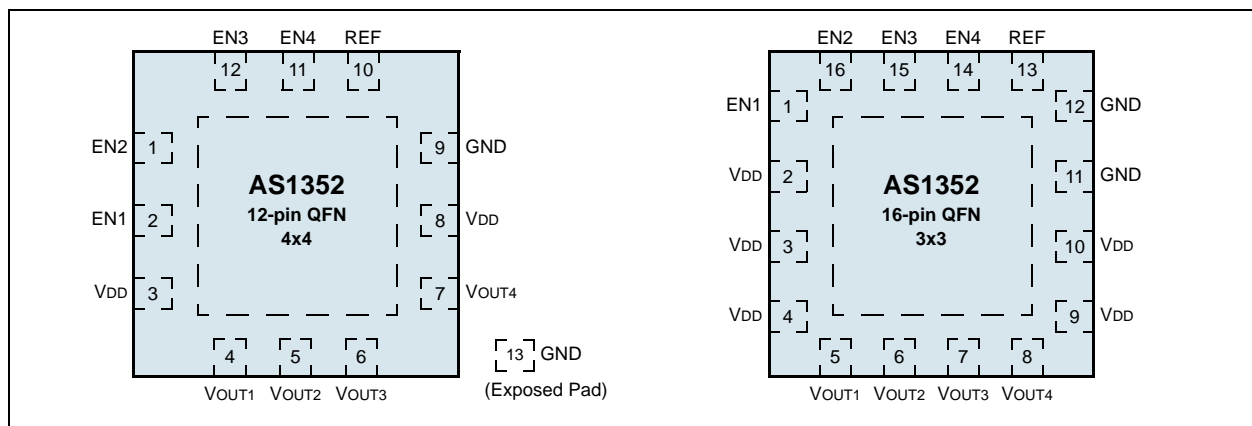 EN3 EN4 REF
12 11 10
EN2 1 9 GND
AS1352
12-pin QFN
4x4
EN1 2 8 VDD
VDD 3 7 VOUT4
4 5 6
VOUT1 VOUT2 VOUT3
13 GND
(Exposed Pad)
EN2 EN3 EN4 REF
16 15 14 13
EN1 1 12 GND
VDD 2 11 GND
AS1352
16-pin QFN
3x3
VDD 3 10 VDD
VDD 4 9 VDD
5 6 7 8
VOUT1 VOUT2 VOUT3 VOUT4